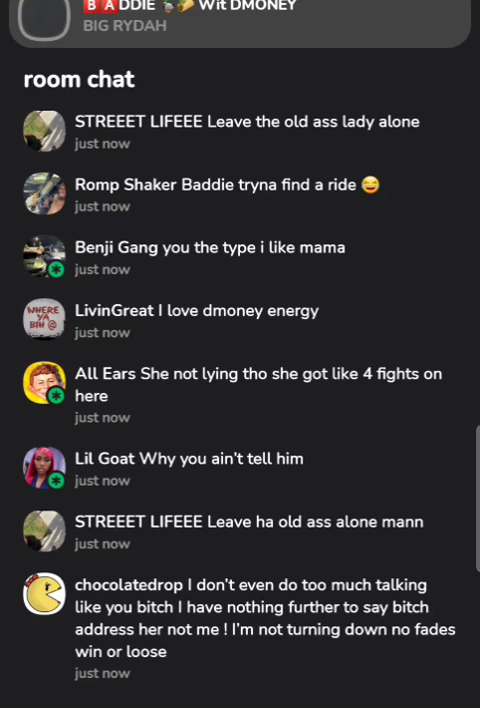 BADDIE 🦆🌮 Wit DMONEY
BIG RYDAH
room chat
STREEET LIFEEE Leave the old ass lady alone
just now
Romp Shaker Baddie tryna find a ride 😂
just now
Benji Gang you the type i like mama
just now
WHERE
YA
BIH @
LivinGreat I love dmoney energy
just now
All Ears She not lying tho she got like 4 fights on
here
just now
Lil Goat Why you ain't tell him
just now
STREEET LIFEEE Leave ha old ass alone mann
just now
chocolatedrop I don't even do too much talking
like you bitch I have nothing further to say bitch
address her not me ! I'm not turning down no fades
win or loose
just now